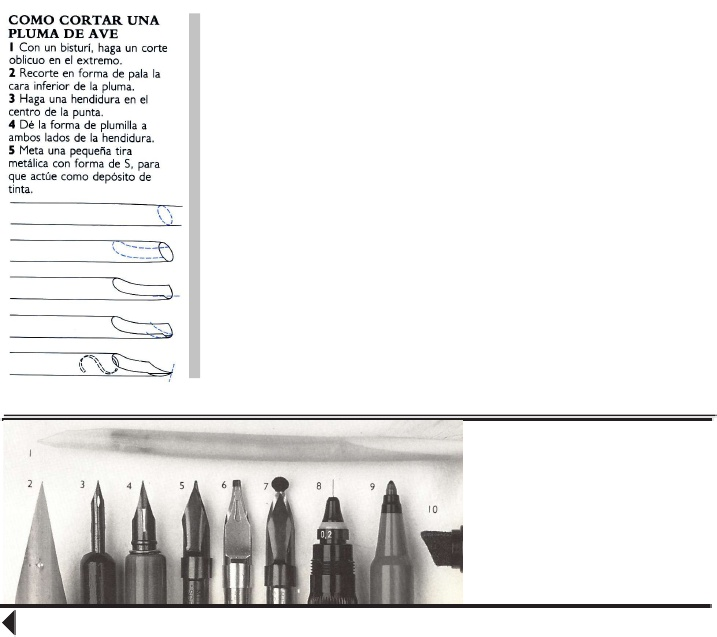 COMO CORTAR UNA
PLUMA DE AVE
1 Con un bisturí, haga un corte
oblicuo en el extremo.
2 Recorte en forma de pala la
cara inferior de la pluma.
3 Haga una hendidura en el
centro de la punta.
4 Dé la forma de plumilla a
ambos lados de la hendidura.
5 Meta una pequeña tira
metálica con forma de S, para
que actúe como depósito de
tinta.
1
2 3 4 5 6 7 8 9
10
0,2